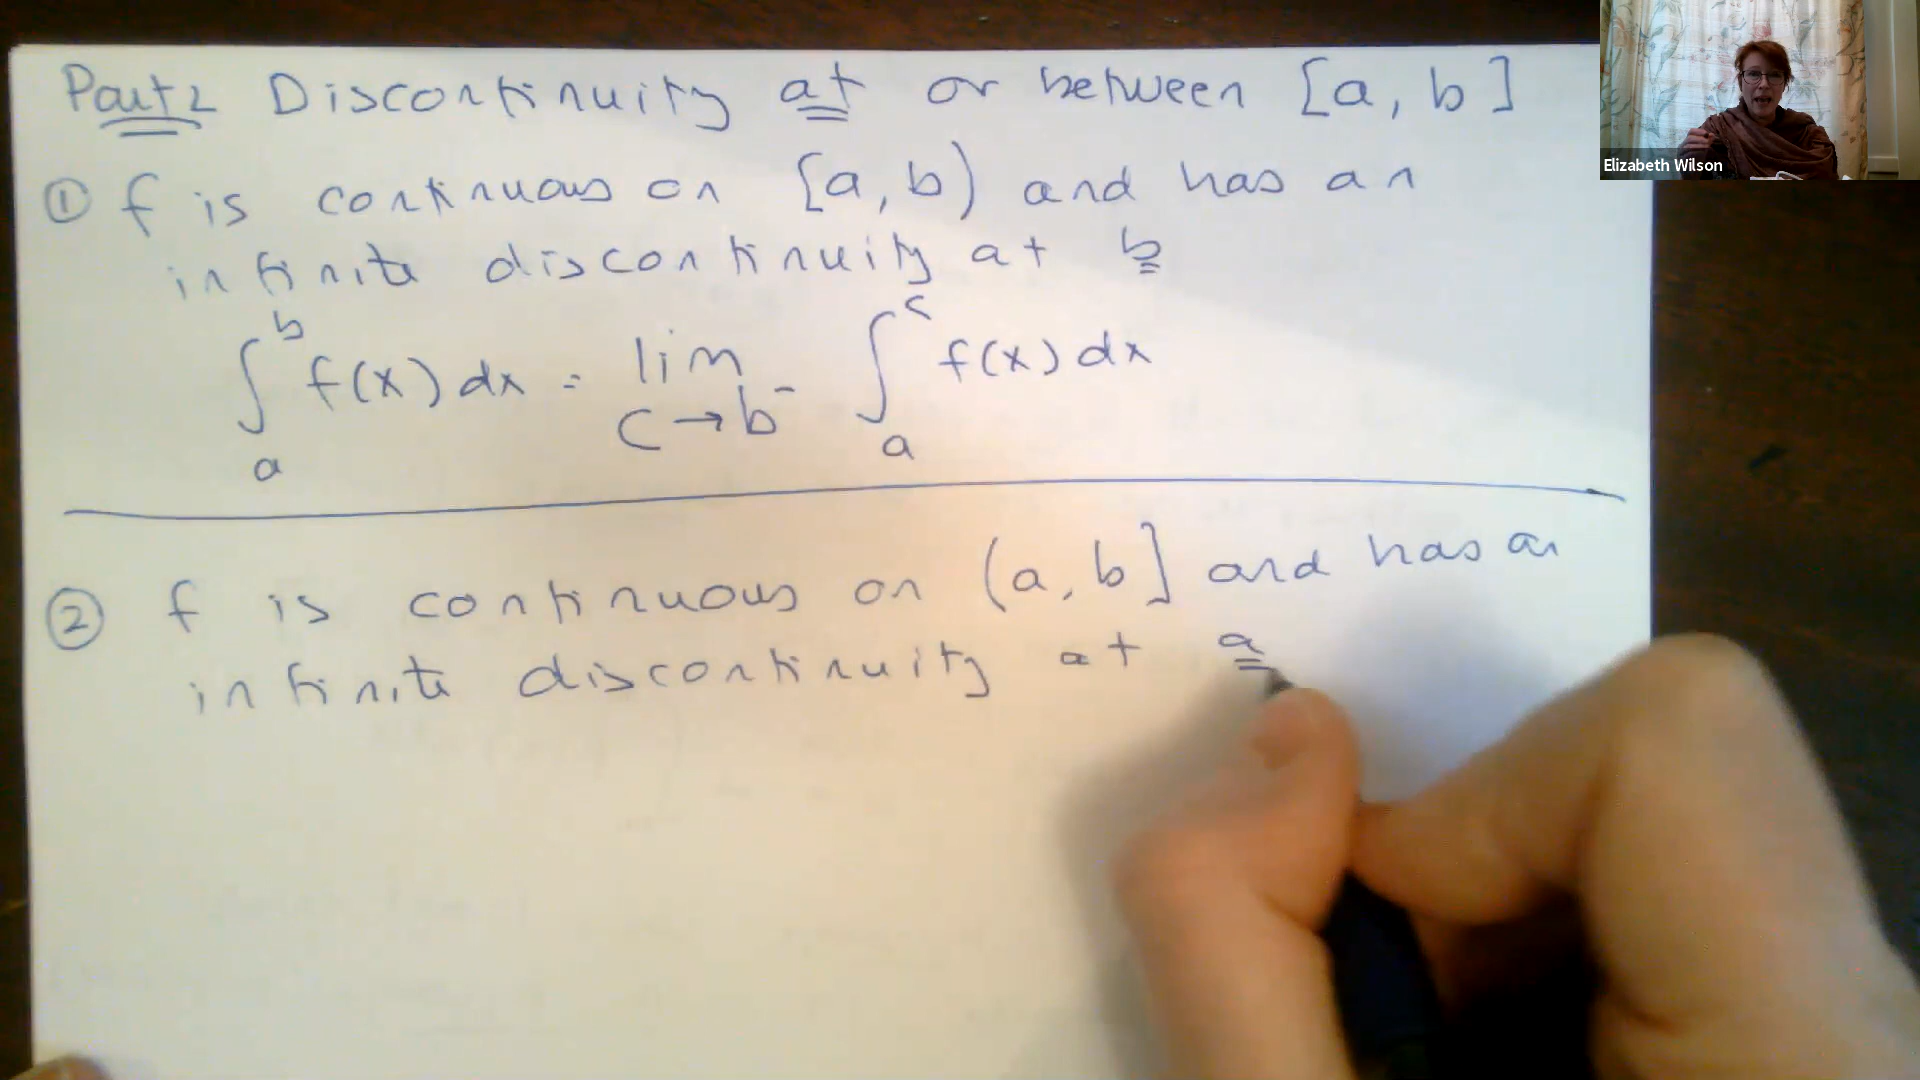 Part 2 Discontinuity at or between [a, b]
① f is continuous on [a, b) and has an
infinite discontinuity at b
∫_a^b f(x) dx = lim_{c→b⁻} ∫_a^c f(x) dx
② f is continuous on (a, b] and has an
infinite discontinuity at a
Elizabeth Wilson